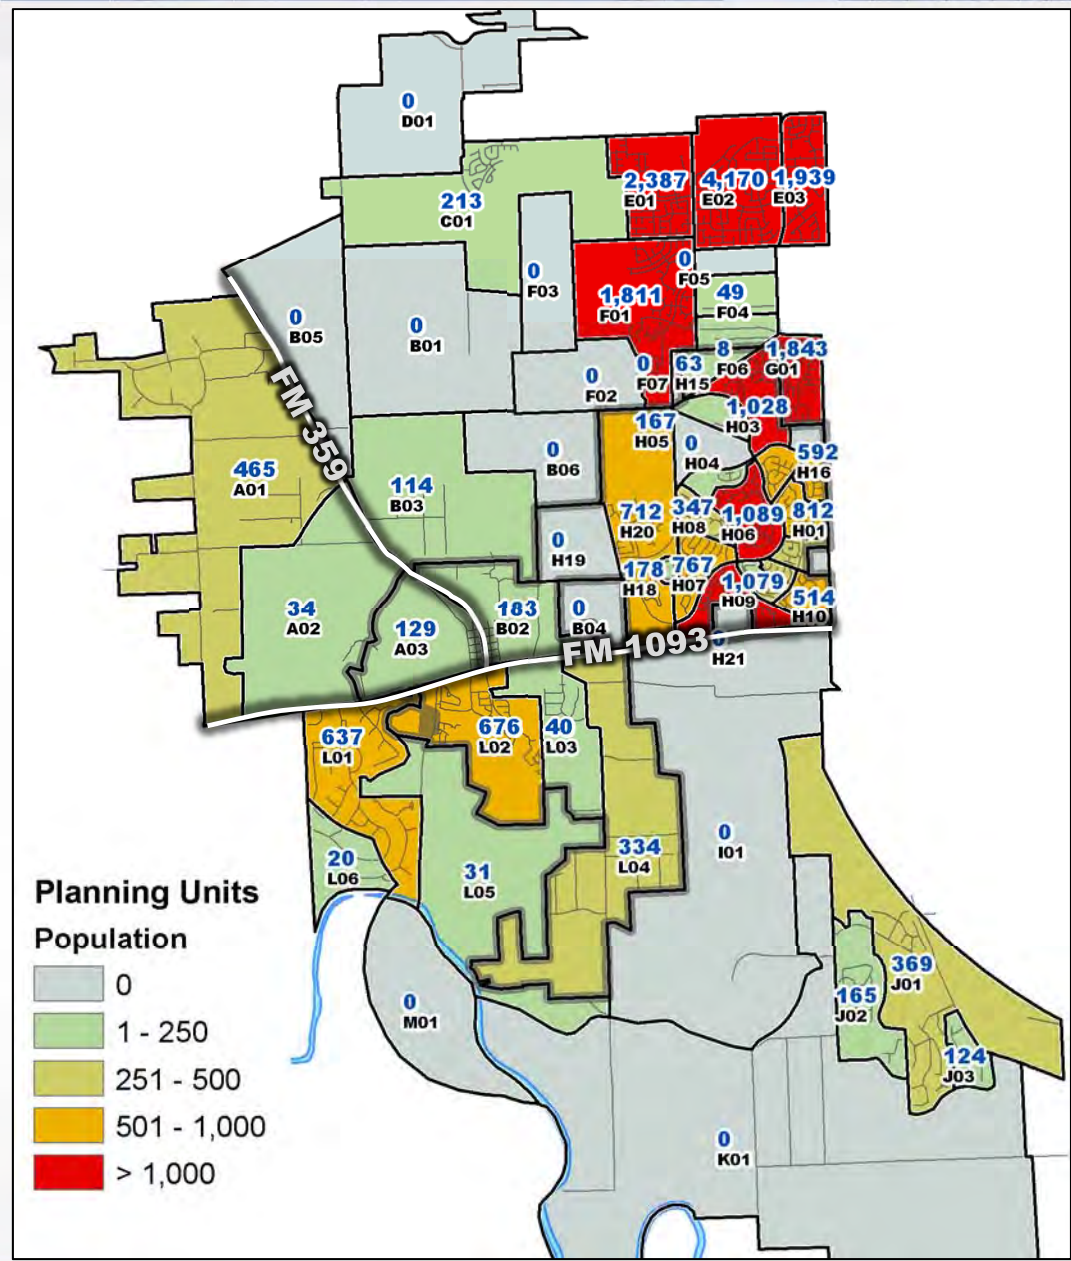 0
D01
2,387
E01
4,170
E02
1,939
E03
213
C01
0
F05
0
F03
1,811
F01
49
F04
0
B05
0
B01
8
F06
1,843
G01
0
F07
63
H15
0
F02
1,028
H03
167
H05
0
H04
0
B06
592
H16
FM 359
465
A01
114
B03
712
H20
347
H08
1,089
H06
812
H01
0
H19
178
H18
767
H07
1,079
H09
514
H10
34
A02
129
A03
183
B02
0
B04
FM 1093
0
H21
637
L01
676
L02
40
L03
0
I01
334
L04
20
L06
31
L05
Planning Units
Population
0
1 - 250
251 - 500
501 - 1,000
> 1,000
369
J01
165
J02
0
M01
124
J03
0
K01